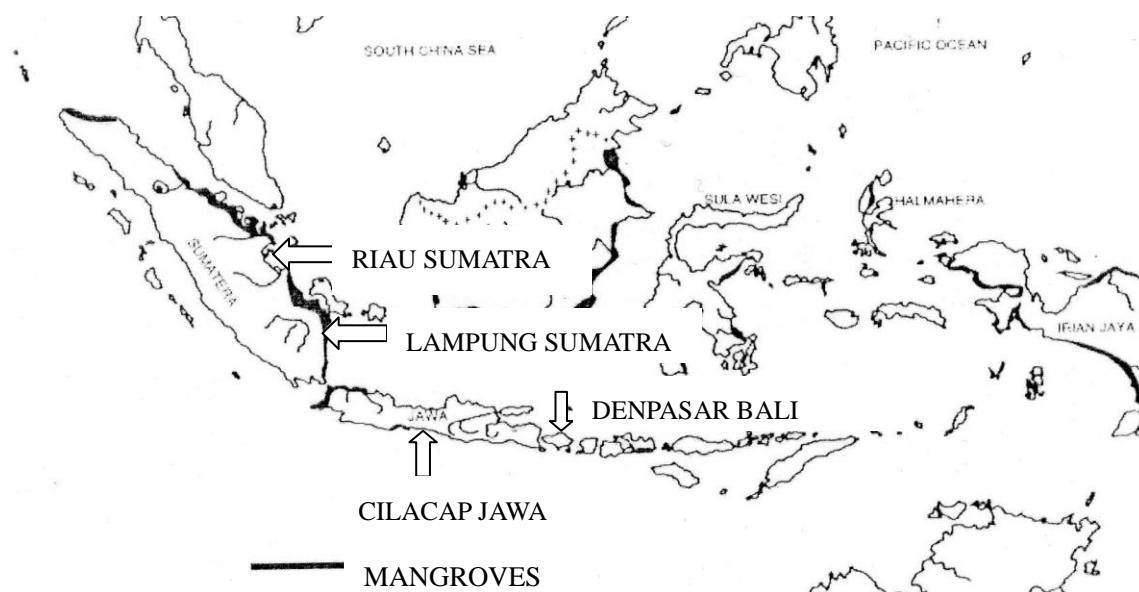 SOUTH CHINA SEA
PACIFIC OCEAN
SULA WESI
HALMAHERA
SUMATERA
RIAU SUMATRA
LAMPUNG SUMATRA
IRIAN JAYA
DENPASAR BALI
JAWA
CILACAP JAWA
MANGROVES